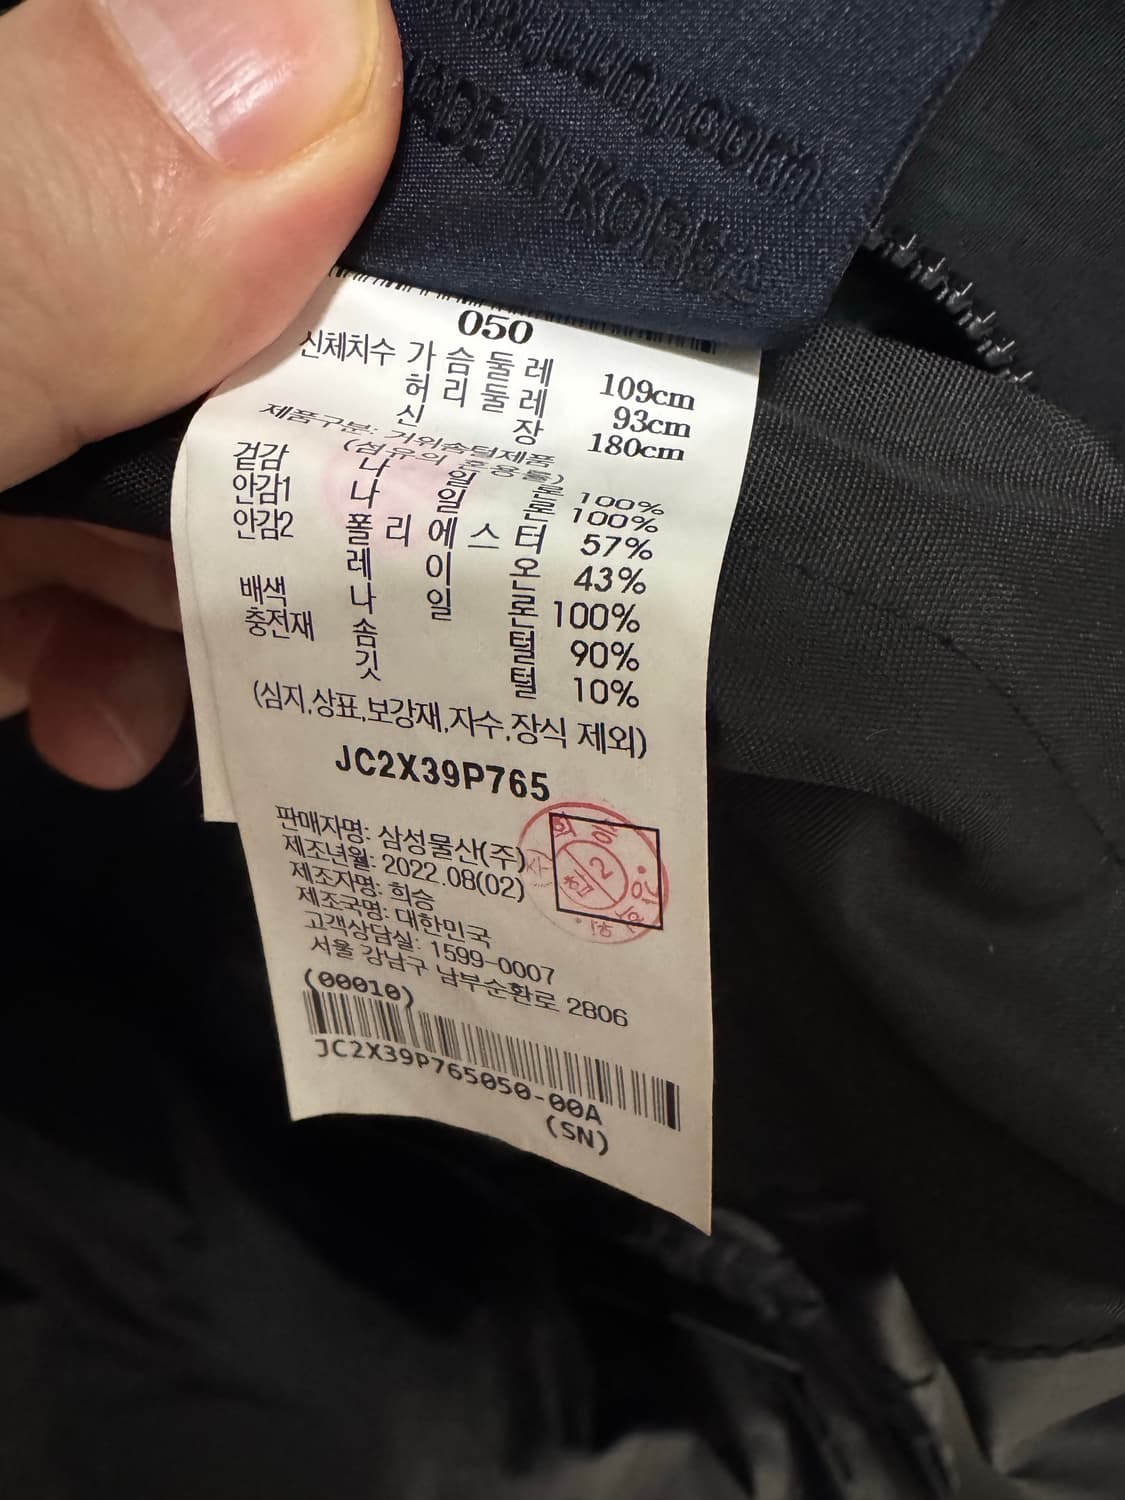 MADE IN KOREA
050
신체치수 가슴둘레 109cm
허리둘레 93cm
신장 180cm
제품구분: 거위솜털제품
(섬유의 혼용률)
겉감 나일론 100%
안감1 나일론 100%
안감2 폴리에스터 57%
레이온 43%
배색 나일론 100%
충전재 솜털 90%
깃털 10%
(심지,상표,보강재,자수,장식 제외)
JC2X39P765
판매자명: 삼성물산(주)
제조년월: 2022.08(02)
제조자명: 희승
제조국명: 대한민국
고객상담실: 1599-0007
서울 강남구 남부순환로 2806
(00010)
JC2X39P765050-00A
(SN)